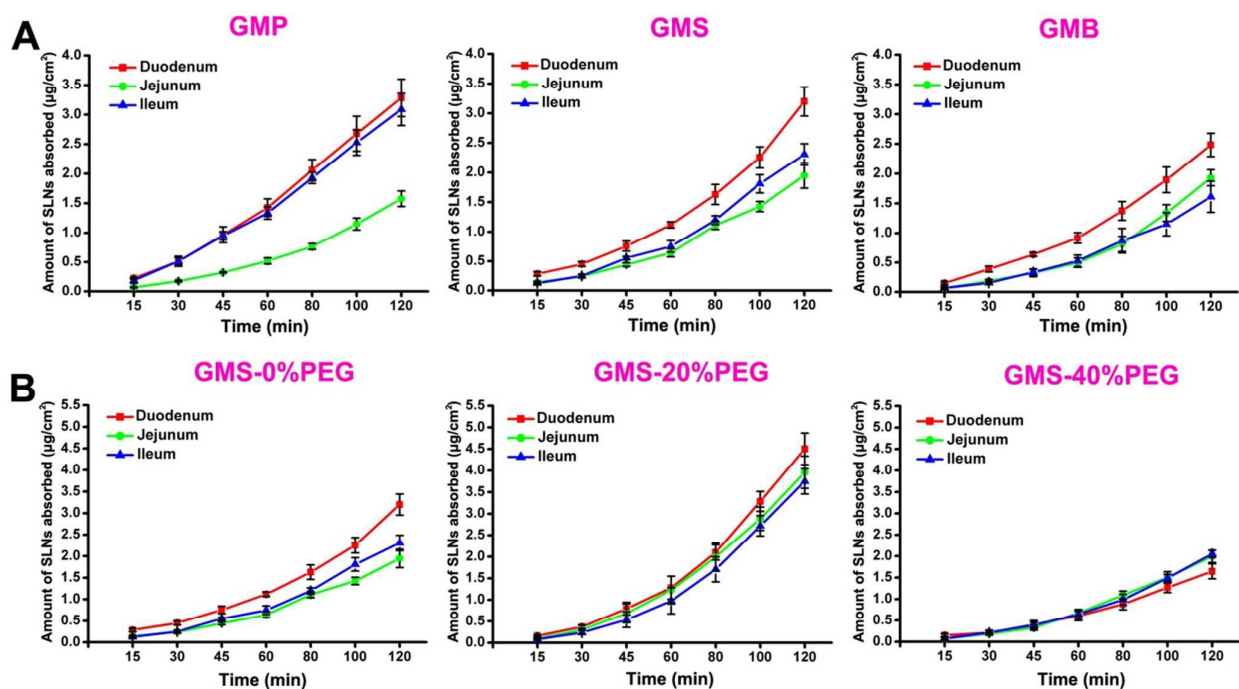 A
GMP
Amount of SLNs absorbed (µg/cm²)
4.0
3.5
3.0
2.5
2.0
1.5
1.0
0.5
0.0
Duodenum
Jejunum
Ileum
15 30 45 60 80 100 120
Time (min)
GMS
Amount of SLNs absorbed (µg/cm²)
4.0
3.5
3.0
2.5
2.0
1.5
1.0
0.5
0.0
Duodenum
Jejunum
Ileum
15 30 45 60 80 100 120
Time (min)
GMB
Amount of SLNs absorbed (µg/cm²)
4.0
3.5
3.0
2.5
2.0
1.5
1.0
0.5
0.0
Duodenum
Jejunum
Ileum
15 30 45 60 80 100 120
Time (min)
B
GMS-0%PEG
Amount of SLNs absorbed (µg/cm²)
5.5
5.0
4.5
4.0
3.5
3.0
2.5
2.0
1.5
1.0
0.5
0.0
Duodenum
Jejunum
Ileum
15 30 45 60 80 100 120
Time (min)
GMS-20%PEG
Amount of SLNs absorbed (µg/cm²)
5.5
5.0
4.5
4.0
3.5
3.0
2.5
2.0
1.5
1.0
0.5
0.0
Duodenum
Jejunum
Ileum
15 30 45 60 80 100 120
Time (min)
GMS-40%PEG
Amount of SLNs absorbed (µg/cm²)
5.5
5.0
4.5
4.0
3.5
3.0
2.5
2.0
1.5
1.0
0.5
0.0
Duodenum
Jejunum
Ileum
15 30 45 60 80 100 120
Time (min)